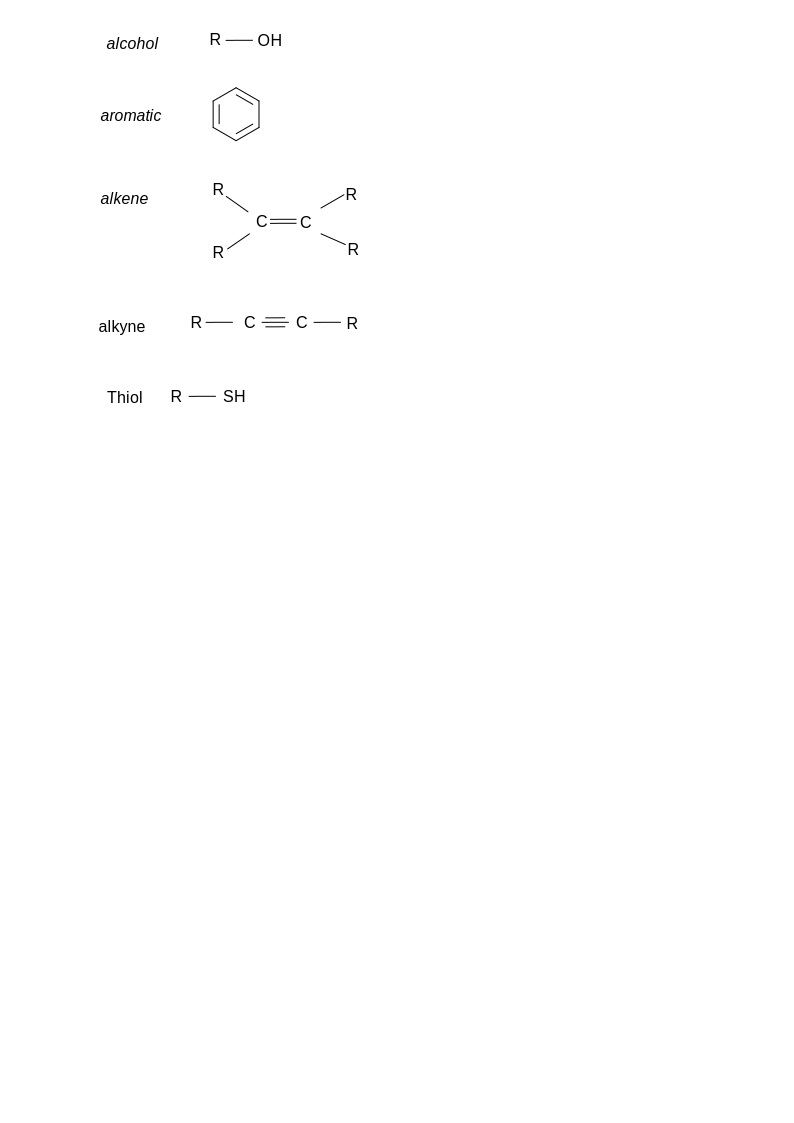 alcohol R OH
aromatic
alkene R R
C C
R R
alkyne R C C R
Thiol R SH